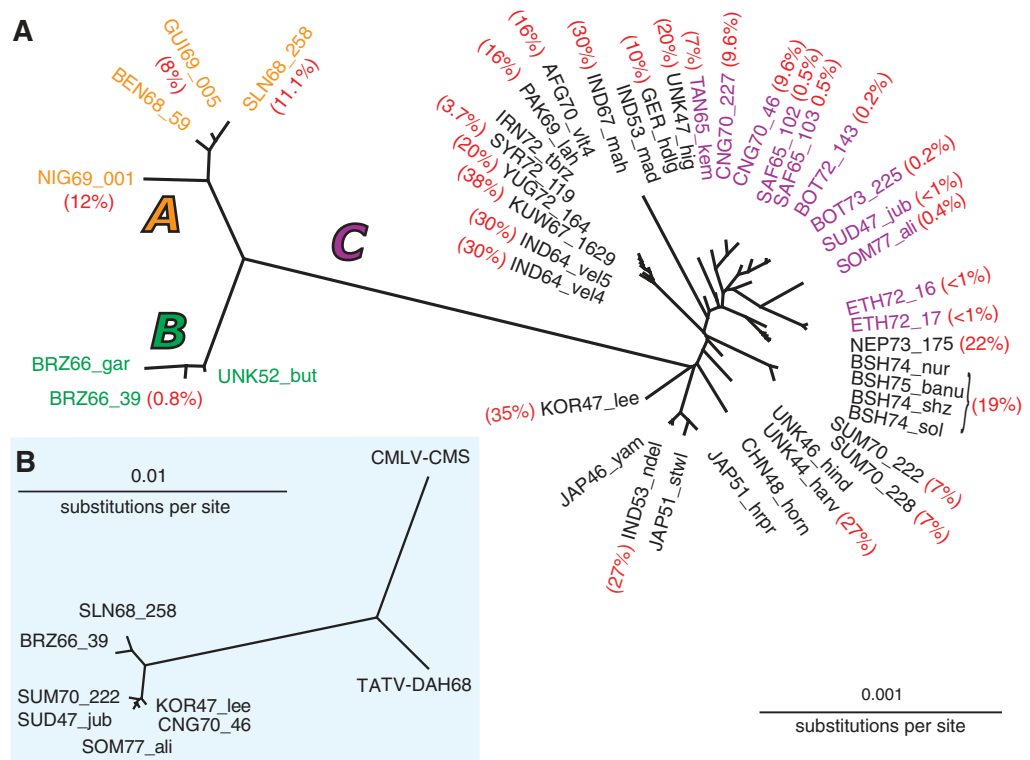 A
GUI69_005
(8%)
BEN68_59
SLN68_258
(11.1%)
NIG69_001
(12%)
A
B
C
BRZ66_gar
BRZ66_39 (0.8%)
UNK52_but
(16%) AFG70_vlt4
(16%) PAK69_lah
(3.7%) IRN72_tbrz
SYR72_119
(20%) YUG72_164
(38%) KUW67_1629
(30%) IND64_vel5
(30%) IND64_vel4
(30%) IND67_mah
IND53_mad
(10%) GER_hdlg
(20%) UNK47_hig
TAN65_kem (7%)
CNG70_227 (9.6%)
CNG70_46 (9.6%)
SAF65_102 (0.5%)
SAF65_103 0.5%)
BOT72_143 (0.2%)
BOT73_225 (0.2%)
SUD47_jub (<1%)
SOM77_ali (0.4%)
ETH72_16 (<1%)
ETH72_17 (<1%)
NEP73_175 (22%)
BSH74_nur
BSH75_banu
BSH74_shz
BSH74_sol
(19%)
SUM70_222 (7%)
SUM70_228 (7%)
UNK46_hind
UNK44_harv (27%)
CHN48_horn
JAP51_hrpr
JAP51_stwl
(27%) IND53_ndel
JAP46_yam
(35%) KOR47_lee
0.001
substitutions per site
B
0.01
substitutions per site
CMLV-CMS
SLN68_258
BRZ66_39
TATV-DAH68
SUM70_222
KOR47_lee
SUD47_jub
CNG70_46
SOM77_ali